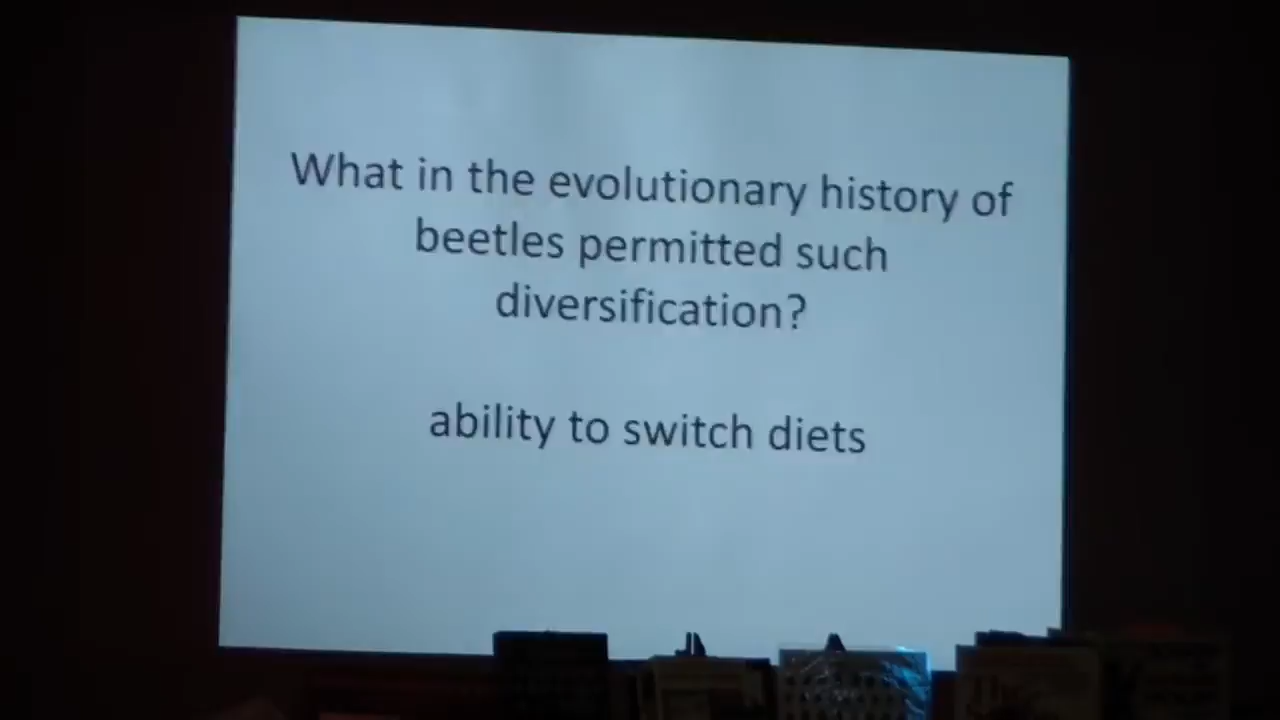 What in the evolutionary history of
beetles permitted such
diversification?
ability to switch diets